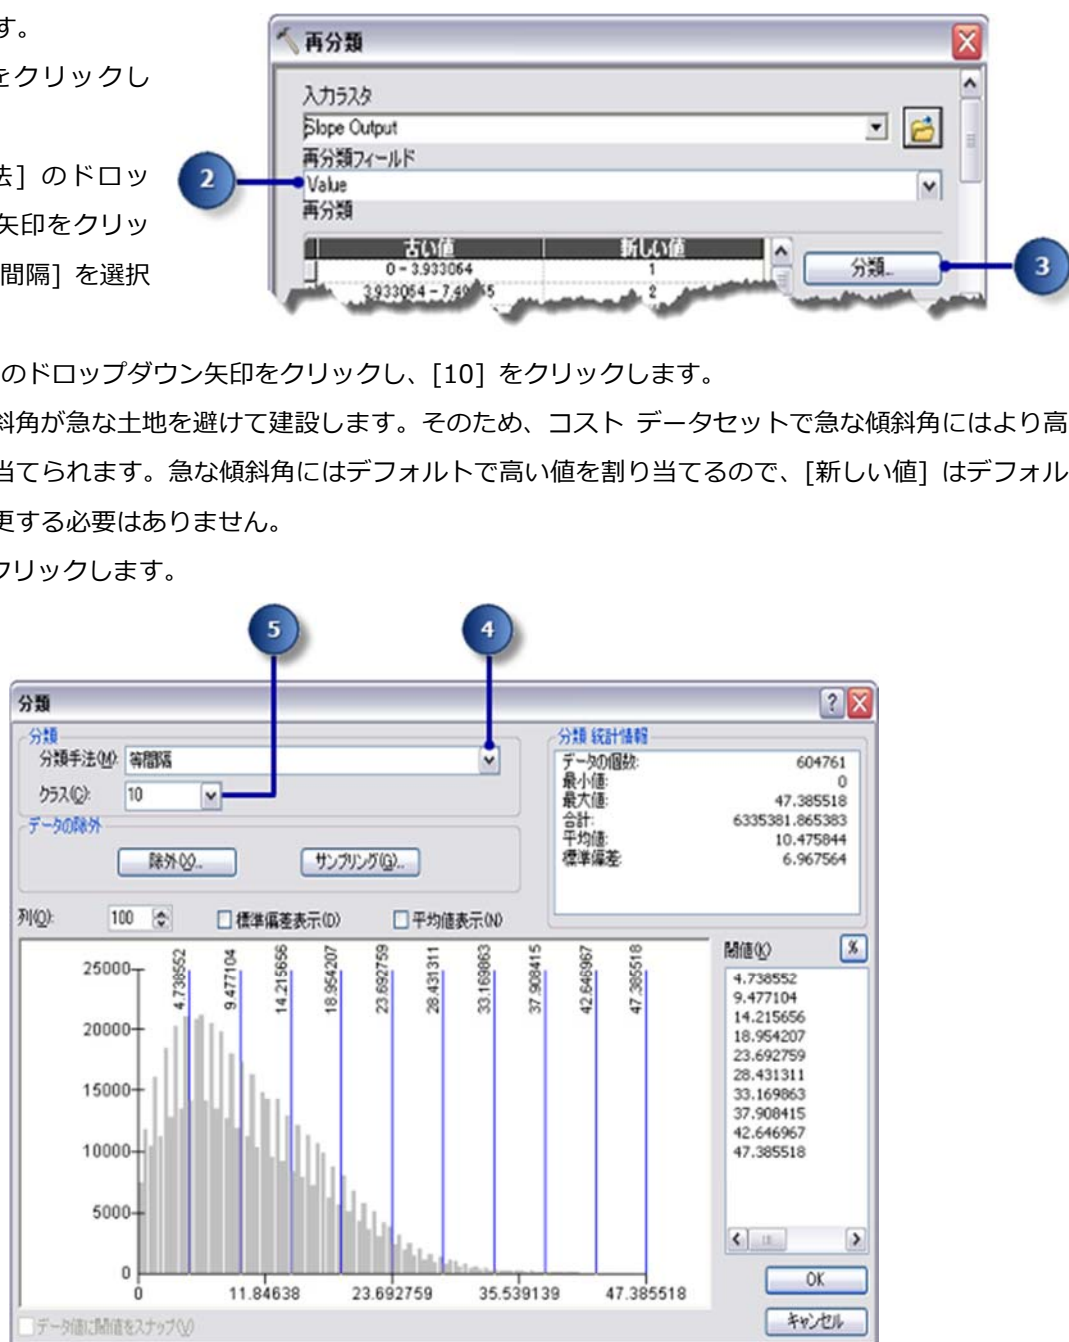 す。
をクリックし
法] のドロッ
矢印をクリッ
間隔] を選択
再分類
入力ラスタ
Slope Output
再分類フィールド
2
Value
再分類
古い値 新しい値
0 - 3.933064 1
分類...
3
3.933064 - 7.49 55 2
のドロップダウン矢印をクリックし、[10] をクリックします。
斜角が急な土地を避けて建設します。そのため、コスト データセットで急な傾斜角にはより高
当てられます。急な傾斜角にはデフォルトで高い値を割り当てるので、[新しい値] はデフォル
更する必要はありません。
クリックします。
5 4
分類
分類
分類手法(M): 等間隔
クラス(C): 10
データの除外
除外(X)... サンプリング(G)...
分類 統計情報
データの個数: 604761
最小値: 0
最大値: 47.385518
合計: 6335381.865383
平均値: 10.475844
標準偏差: 6.967564
列(O): 100 標準偏差表示(D) 平均値表示(N)
閾値(K) %
25000
20000
15000
10000
5000
0
4.738552
9.477104
14.215656
18.954207
23.692759
28.431311
33.169863
37.908415
42.646967
47.385518
0 11.84638 23.692759 35.539139 47.385518
4.738552
9.477104
14.215656
18.954207
23.692759
28.431311
33.169863
37.908415
42.646967
47.385518
OK
キャンセル
データ値に閾値をスナップ(V)